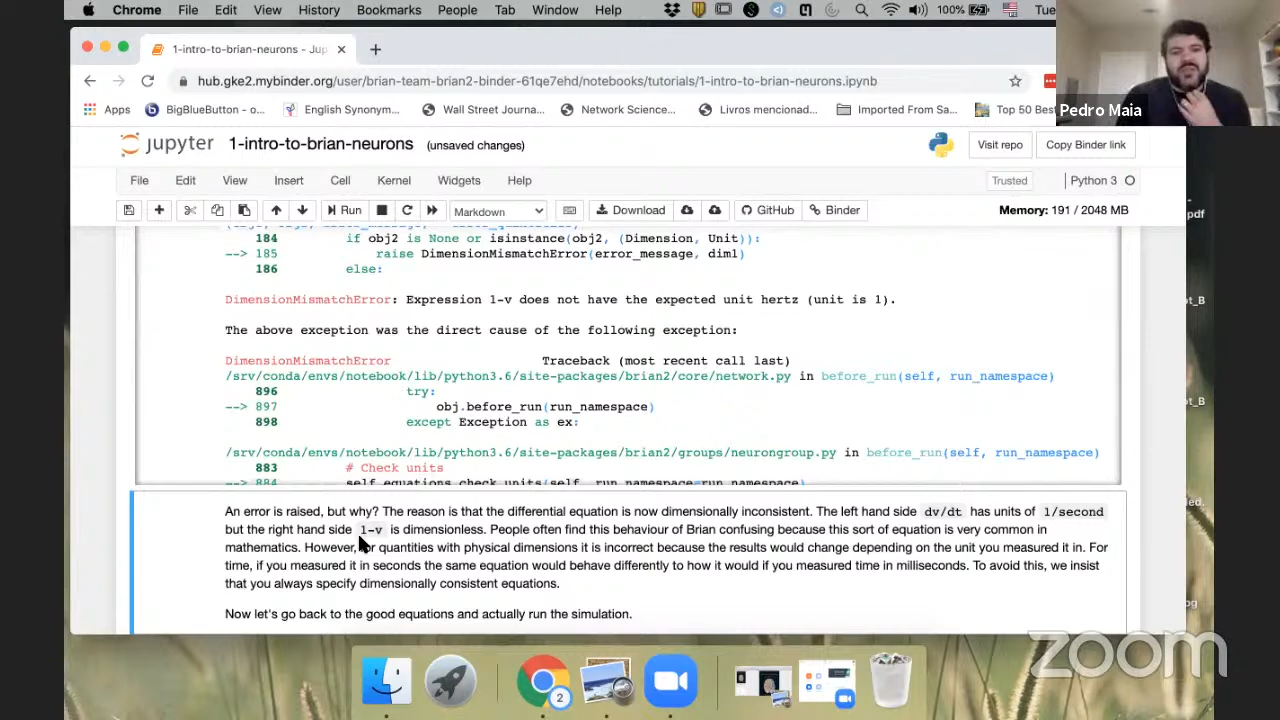 Chrome File Edit View History Bookmarks People Tab Window Help 100% Tue
1-intro-to-brian-neurons - Jup
hub.gke2.mybinder.org/user/brian-team-brian2-binder-61qe7ehd/notebooks/tutorials/1-intro-to-brian-neurons.ipynb
Apps BigBlueButton - o... English Synonym... Wall Street Journa... Network Science... Livros mencionad... Imported From Sa... Top 50 Bes
Pedro Maia
jupyter 1-intro-to-brian-neurons (unsaved changes) Visit repo Copy Binder link
File Edit View Insert Cell Kernel Widgets Help Trusted Python 3
Run Markdown Download GitHub Binder Memory: 191 / 2048 MB
184 if obj2 is None or isinstance(obj2, (Dimension, Unit)):
--> 185 raise DimensionMismatchError(error_message, dim1)
186 else:
DimensionMismatchError: Expression 1-v does not have the expected unit hertz (unit is 1).
The above exception was the direct cause of the following exception:
DimensionMismatchError Traceback (most recent call last)
/srv/conda/envs/notebook/lib/python3.6/site-packages/brian2/core/network.py in before_run(self, run_namespace)
896 try:
--> 897 obj.before_run(run_namespace)
898 except Exception as ex:
/srv/conda/envs/notebook/lib/python3.6/site-packages/brian2/groups/neurongroup.py in before_run(self, run_namespace)
883 # Check units
--> 884 self.equations.check_units(self, run_namespace=run_namespace)
An error is raised, but why? The reason is that the differential equation is now dimensionally inconsistent. The left hand side dv/dt has units of 1/second
but the right hand side 1-v is dimensionless. People often find this behaviour of Brian confusing because this sort of equation is very common in
mathematics. However, for quantities with physical dimensions it is incorrect because the results would change depending on the unit you measured it in. For
time, if you measured it in seconds the same equation would behave differently to how it would if you measured time in milliseconds. To avoid this, we insist
that you always specify dimensionally consistent equations.
Now let's go back to the good equations and actually run the simulation.
pdf
ot_B
ot_B
ed.
og
2
zoom